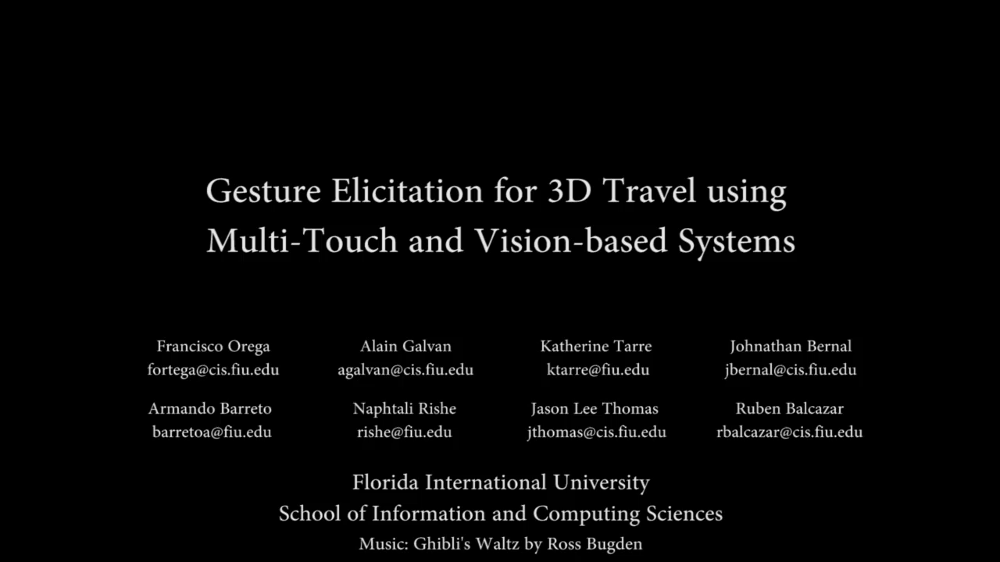 Gesture Elicitation for 3D Travel using
Multi-Touch and Vision-based Systems
Francisco Orega Alain Galvan Katherine Tarre Johnathan Bernal
fortega@cis.fiu.edu agalvan@cis.fiu.edu ktarre@fiu.edu jbernal@cis.fiu.edu
Armando Barreto Naphtali Rishe Jason Lee Thomas Ruben Balcazar
barretoa@fiu.edu rishe@fiu.edu jthomas@cis.fiu.edu rbalcazar@cis.fiu.edu
Florida International University
School of Information and Computing Sciences
Music: Ghibli's Waltz by Ross Bugden